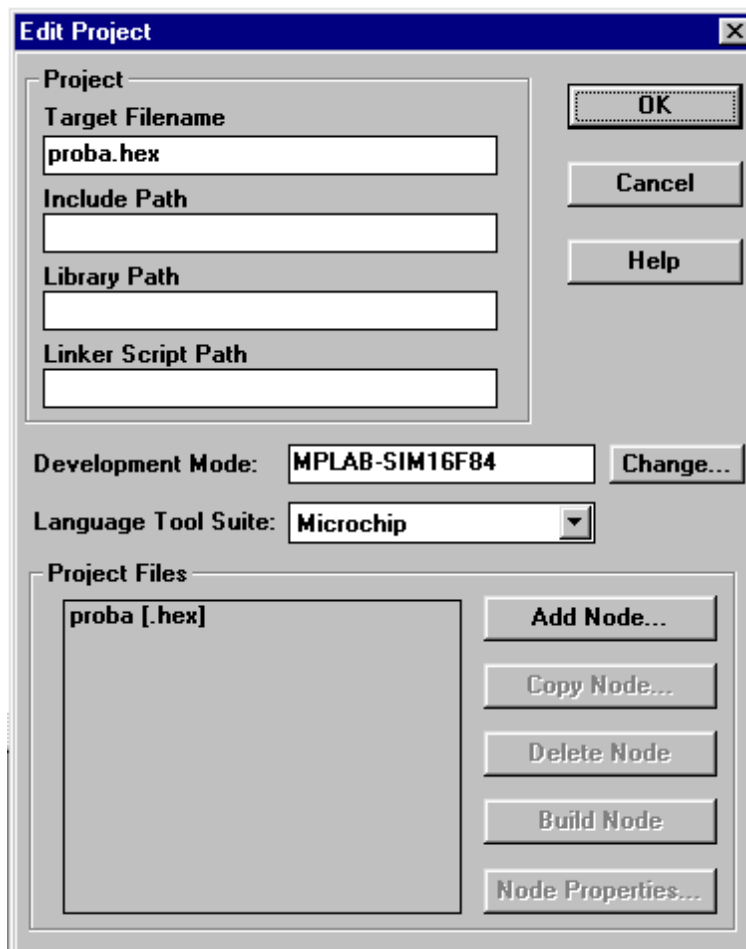 Edit Project
Project
Target Filename
proba.hex
Include Path
Library Path
Linker Script Path
OK
Cancel
Help
Development Mode: MPLAB-SIM16F84 Change...
Language Tool Suite: Microchip
Project Files
proba [.hex]
Add Node...
Copy Node...
Delete Node
Build Node
Node Properties...